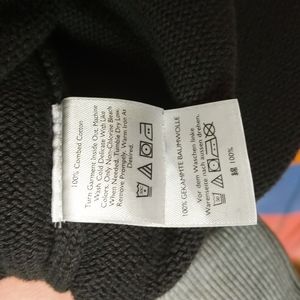 100% Combed Cotton
Turn Garment Inside Out. Machine
Wash Cold Delicate With Like
Colors. Only Non-Chlorine Bleach
When Needed. Tumble Dry Low.
Remove Promptly. Warm Iron As
Desired.
100% GEKÄMMTE BAUMWOLLE
Vor dem Waschen linke
Warenseite nach aussen drehen.
100%